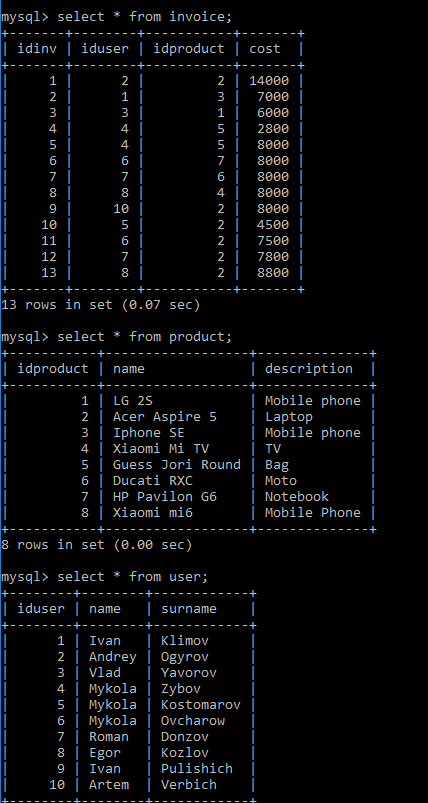 mysql> select * from invoice;
+-------+--------+-----------+-------+
| idinv | iduser | idproduct | cost  |
+-------+--------+-----------+-------+
|     1 |      2 |         2 | 14000 |
|     2 |      1 |         3 |  7000 |
|     3 |      3 |         1 |  6000 |
|     4 |      4 |         5 |  2800 |
|     5 |      4 |         5 |  8000 |
|     6 |      6 |         7 |  8000 |
|     7 |      7 |         6 |  8000 |
|     8 |      8 |         4 |  8000 |
|     9 |     10 |         2 |  8000 |
|    10 |      5 |         2 |  4500 |
|    11 |      6 |         2 |  7500 |
|    12 |      7 |         2 |  7800 |
|    13 |      8 |         2 |  8800 |
+-------+--------+-----------+-------+
13 rows in set (0.07 sec)
mysql> select * from product;
+-----------+------------------+--------------+
| idproduct | name             | description  |
+-----------+------------------+--------------+
|         1 | LG 2S            | Mobile phone |
|         2 | Acer Aspire 5    | Laptop       |
|         3 | Iphone SE        | Mobile phone |
|         4 | Xiaomi Mi TV     | TV           |
|         5 | Guess Jori Round | Bag          |
|         6 | Ducati RXC       | Moto         |
|         7 | HP Pavilon G6    | Notebook     |
|         8 | Xiaomi mi6       | Mobile Phone |
+-----------+------------------+--------------+
8 rows in set (0.00 sec)
mysql> select * from user;
+--------+--------+------------+
| iduser | name   | surname    |
+--------+--------+------------+
|      1 | Ivan   | Klimov     |
|      2 | Andrey | Ogyrov     |
|      3 | Vlad   | Yavorov    |
|      4 | Mykola | Zybov      |
|      5 | Mykola | Kostomarov |
|      6 | Mykola | Ovcharow   |
|      7 | Roman  | Donzov     |
|      8 | Egor   | Kozlov     |
|      9 | Ivan   | Pulishich  |
|     10 | Artem  | Verbich    |
+--------+--------+------------+